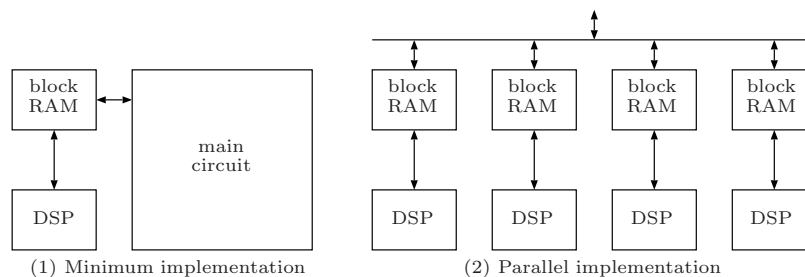 block
RAM
DSP
main
circuit
(1) Minimum implementation
block
RAM
block
RAM
block
RAM
block
RAM
DSP
DSP
DSP
DSP
(2) Parallel implementation